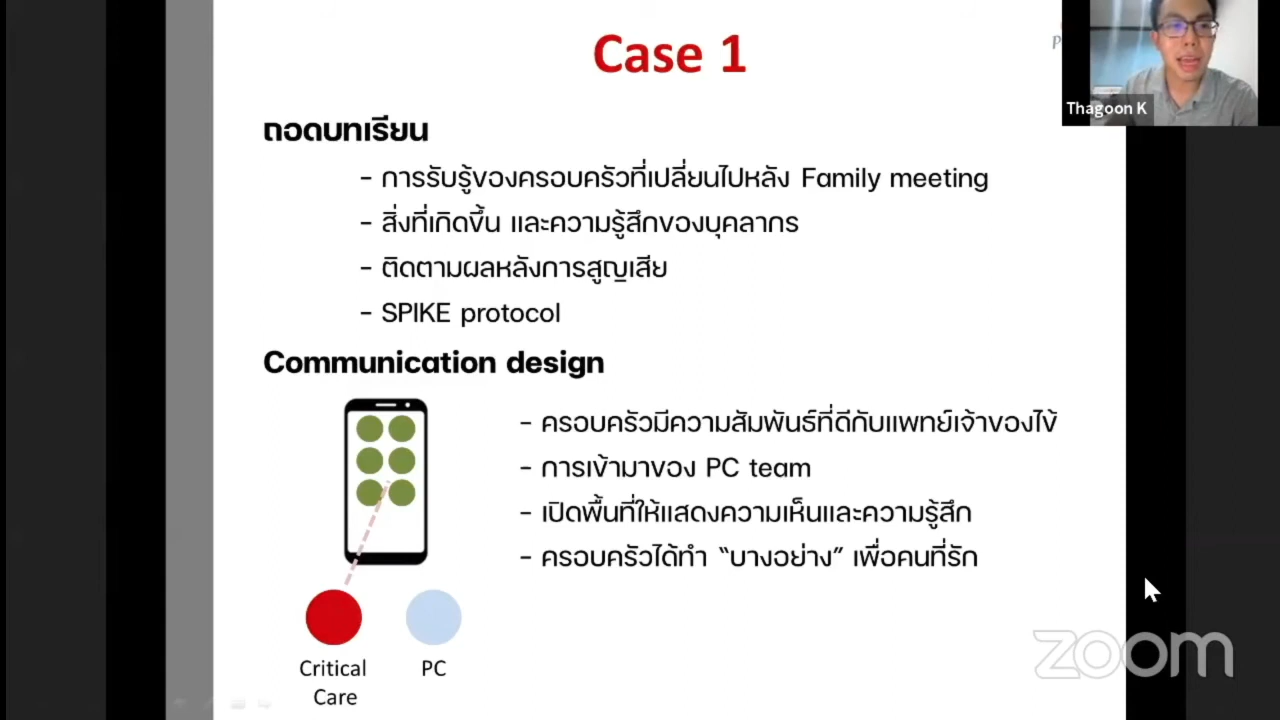 Case 1
Thagoon K
ถอดบทเรียน
- การรับรู้ของครอบครัวที่เปลี่ยนไปหลัง Family meeting
- สิ่งที่เกิดขึ้น และความรู้สึกของบุคลากร
- ติดตามผลหลังการสูญเสีย
- SPIKE protocol
Communication design
- ครอบครัวมีความสัมพันธ์ที่ดีกับแพทย์เจ้าของไข้
- การเข้ามาของ PC team
- เปิดพื้นที่ให้แสดงความเห็นและความรู้สึก
- ครอบครัวได้ทำ “บางอย่าง” เพื่อคนที่รัก
Critical
Care
PC
zoom